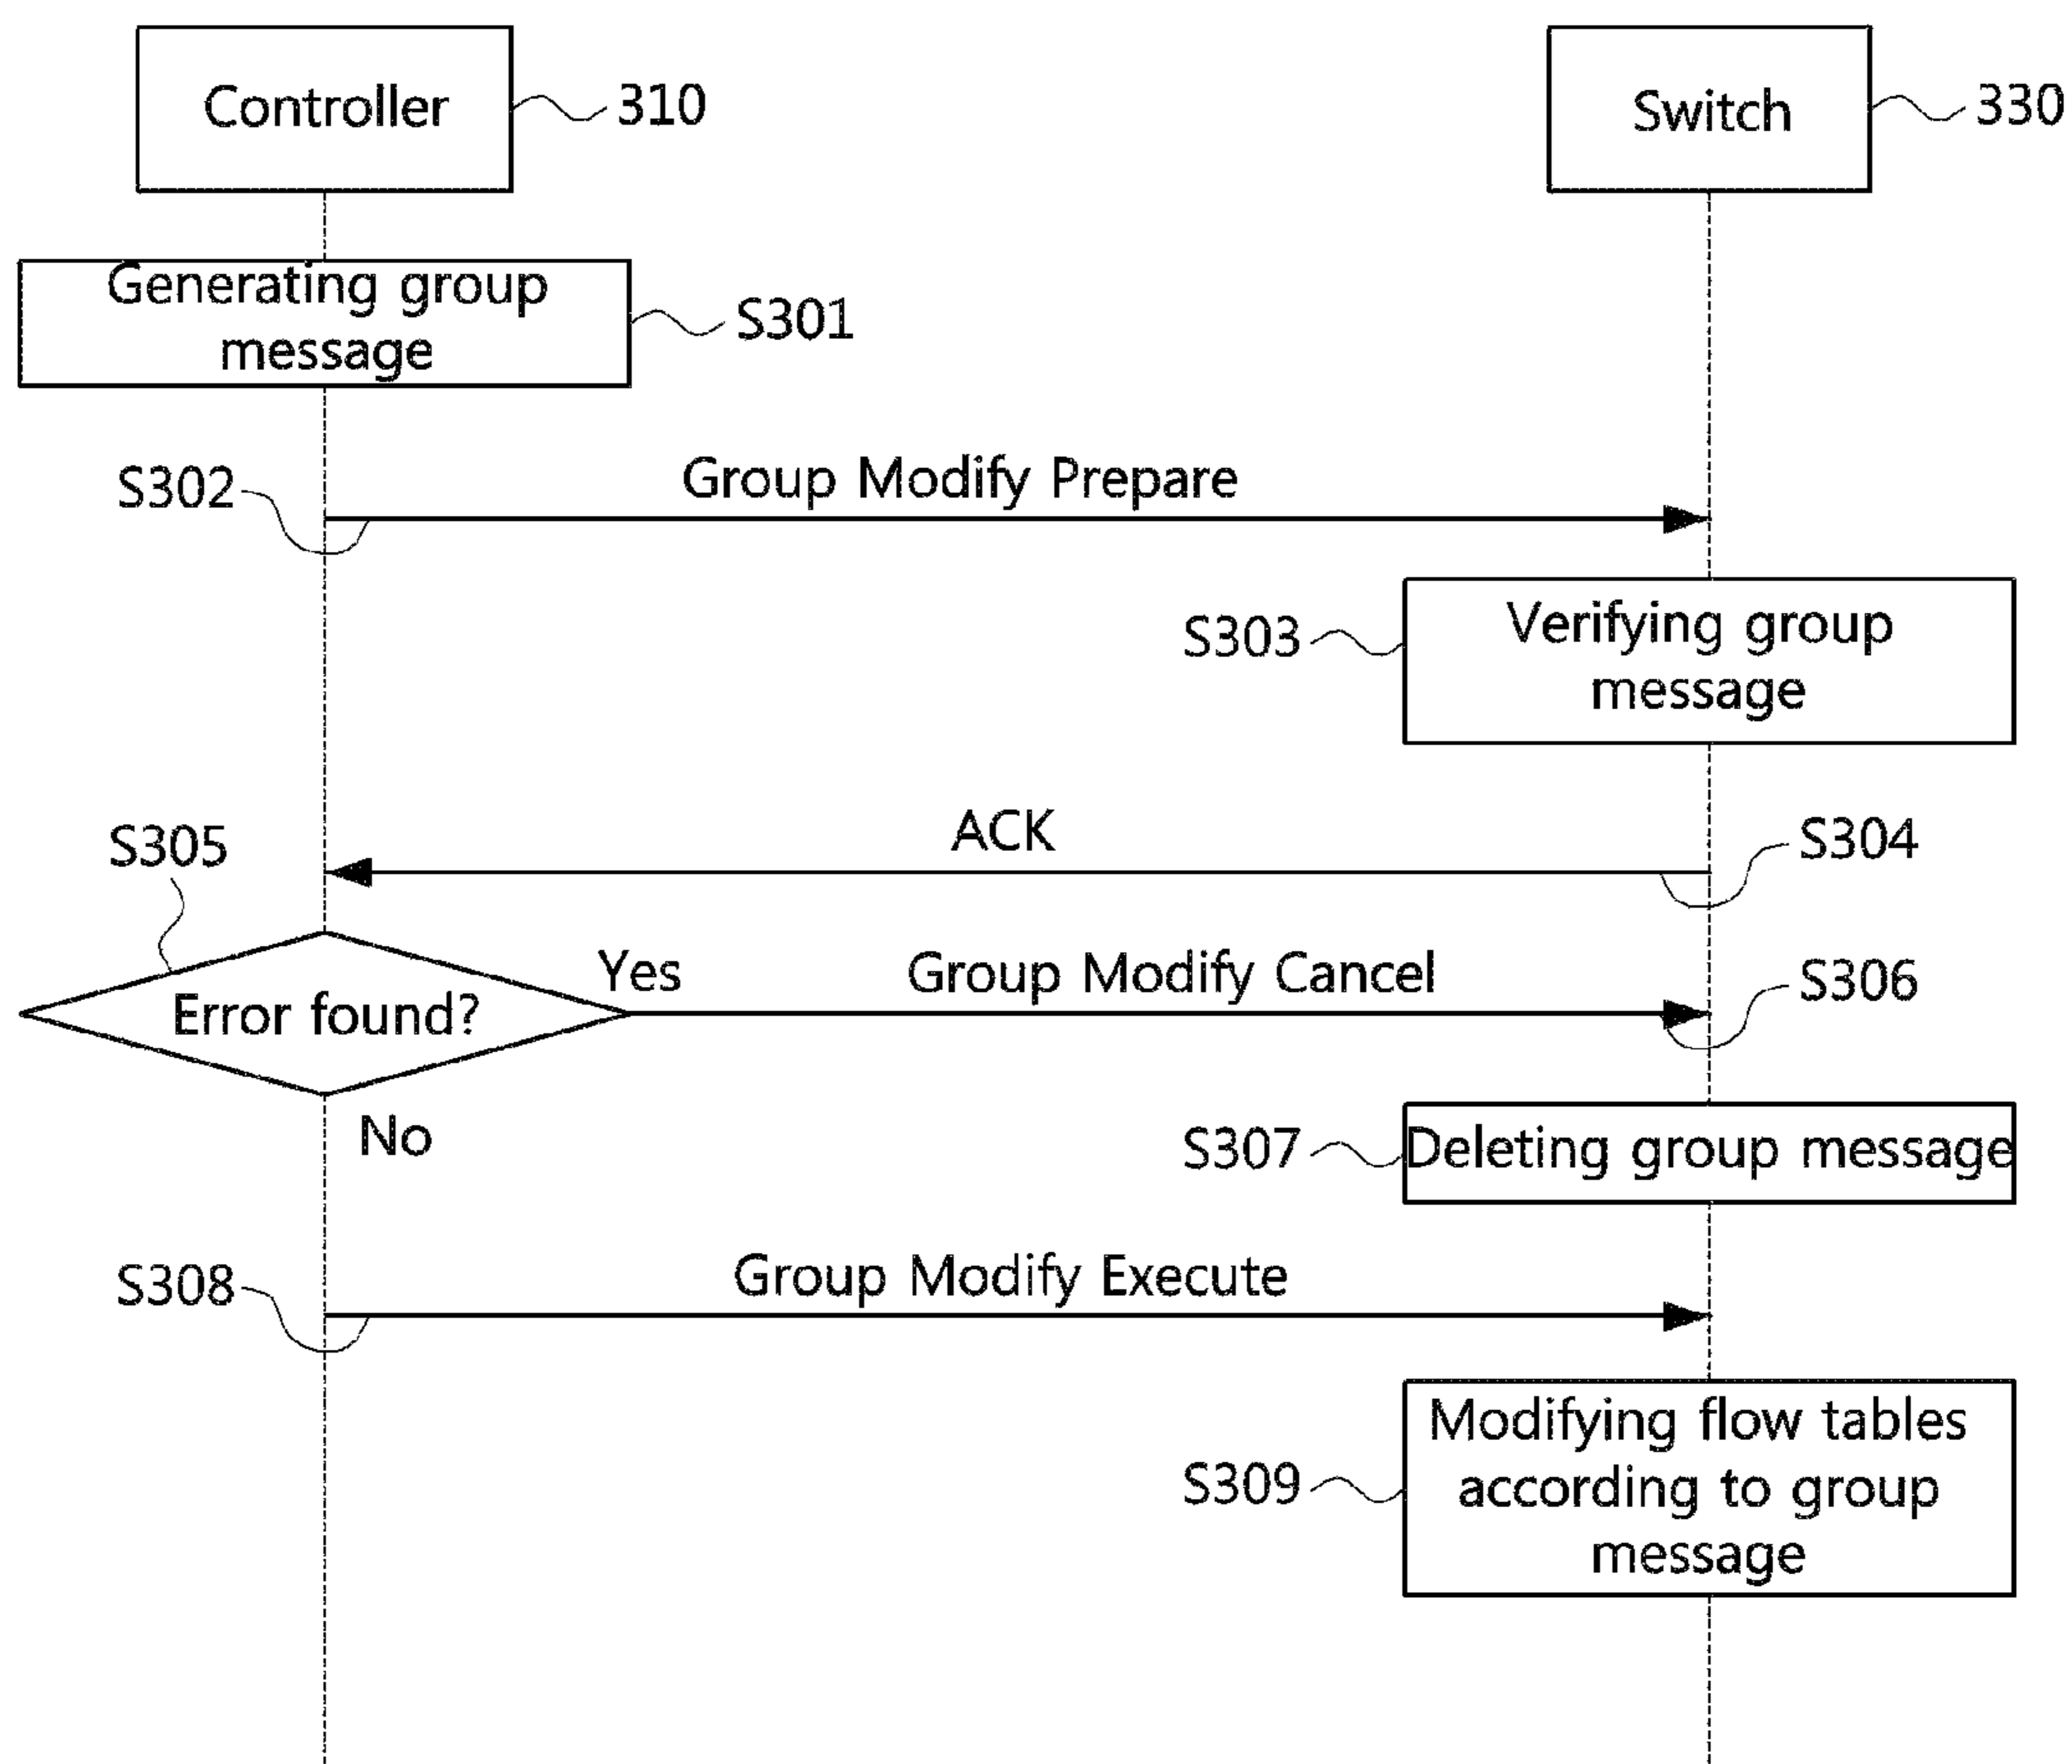 Controller
310
Switch
330
Generating group
message
S301
S302
Group Modify Prepare
S303
Verifying group
message
ACK
S304
S305
Error found?
Yes
Group Modify Cancel
S306
No
S307
Deleting group message
S308
Group Modify Execute
S309
Modifying flow tables
according to group
message